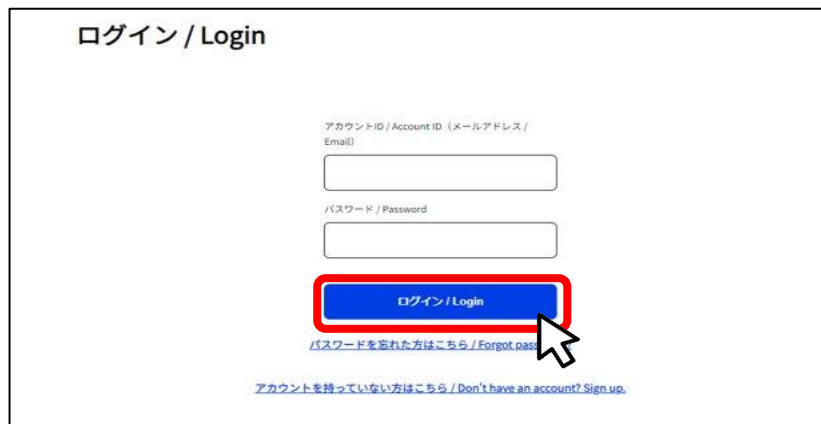 ログイン / Login
アカウントID / Account ID（メールアドレス /
Email)
パスワード / Password
ログイン / Login
パスワードを忘れた方はこちら / Forgot
アカウントを持っていない方はこちら / Don't have an account? Sign up.